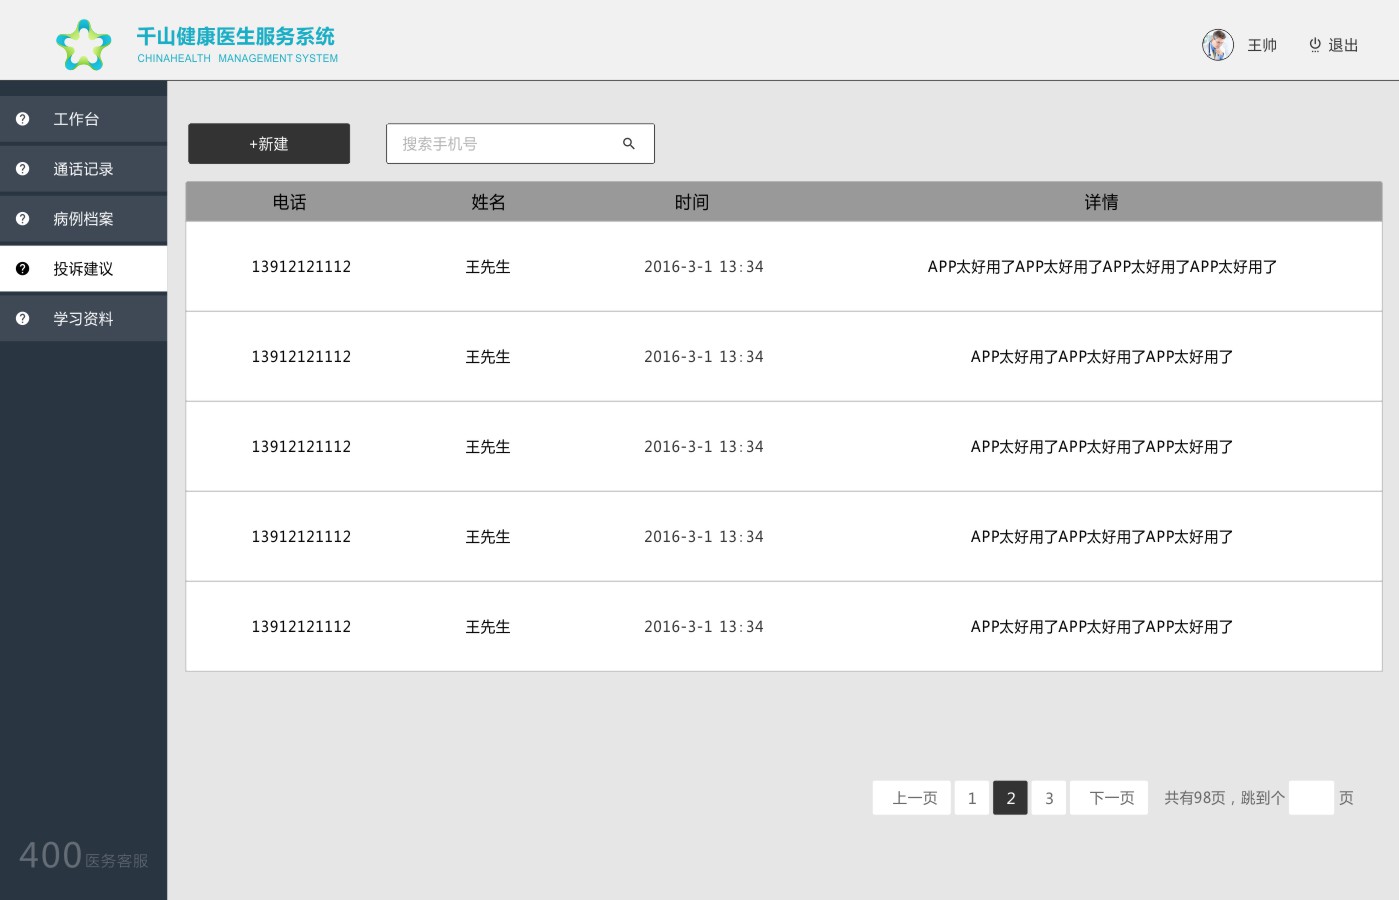 千山健康医生服务系统
CHINAHEALTH MANAGEMENT SYSTEM
王帅 退出
工作台
通话记录
病例档案
投诉建议
学习资料
400医务客服
+新建 搜索手机号
电话 姓名 时间 详情
13912121112 王先生 2016-3-1 13:34 APP太好用了APP太好用了APP太好用了APP太好用了
13912121112 王先生 2016-3-1 13:34 APP太好用了APP太好用了APP太好用了
13912121112 王先生 2016-3-1 13:34 APP太好用了APP太好用了APP太好用了
13912121112 王先生 2016-3-1 13:34 APP太好用了APP太好用了APP太好用了
13912121112 王先生 2016-3-1 13:34 APP太好用了APP太好用了APP太好用了
上一页 1 2 3 下一页 共有98页，跳到个 页